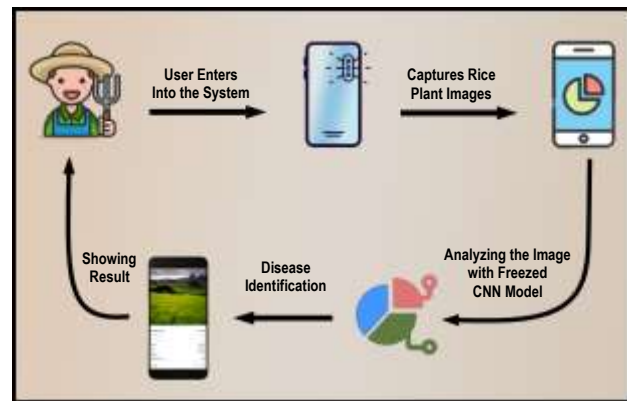 User Enters
Into the System
Captures Rice
Plant Images
Analyzing the Image
with Freezed
CNN Model
Disease
Identification
Showing
Result